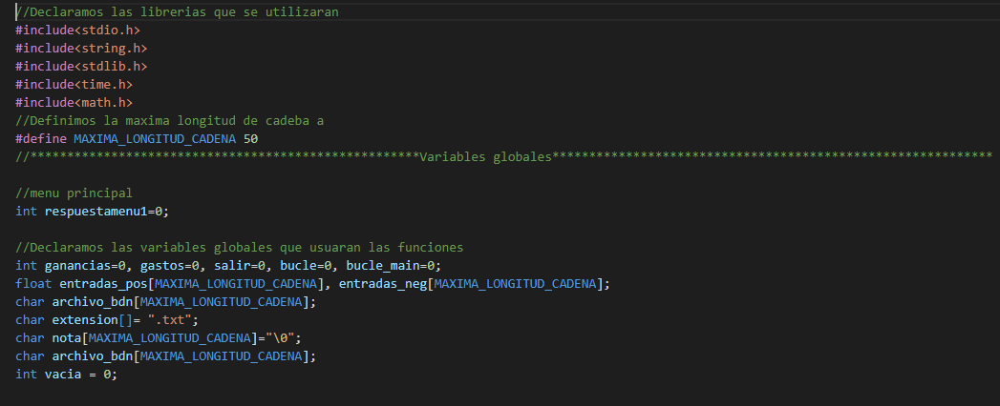 //Declaramos las librerias que se utilizaran
#include<stdio.h>
#include<string.h>
#include<stdlib.h>
#include<time.h>
#include<math.h>
//Definimos la maxima longitud de cadeba a
#define MAXIMA_LONGITUD_CADENA 50
//*****************************************************Variables globales************************************************************
//menu principal
int respuestamenu1=0;
//Declaramos las variables globales que usuaran las funciones
int ganancias=0, gastos=0, salir=0, bucle=0, bucle_main=0;
float entradas_pos[MAXIMA_LONGITUD_CADENA], entradas_neg[MAXIMA_LONGITUD_CADENA];
char archivo_bdn[MAXIMA_LONGITUD_CADENA];
char extension[]= ".txt";
char nota[MAXIMA_LONGITUD_CADENA]="\0";
char archivo_bdn[MAXIMA_LONGITUD_CADENA];
int vacia = 0;